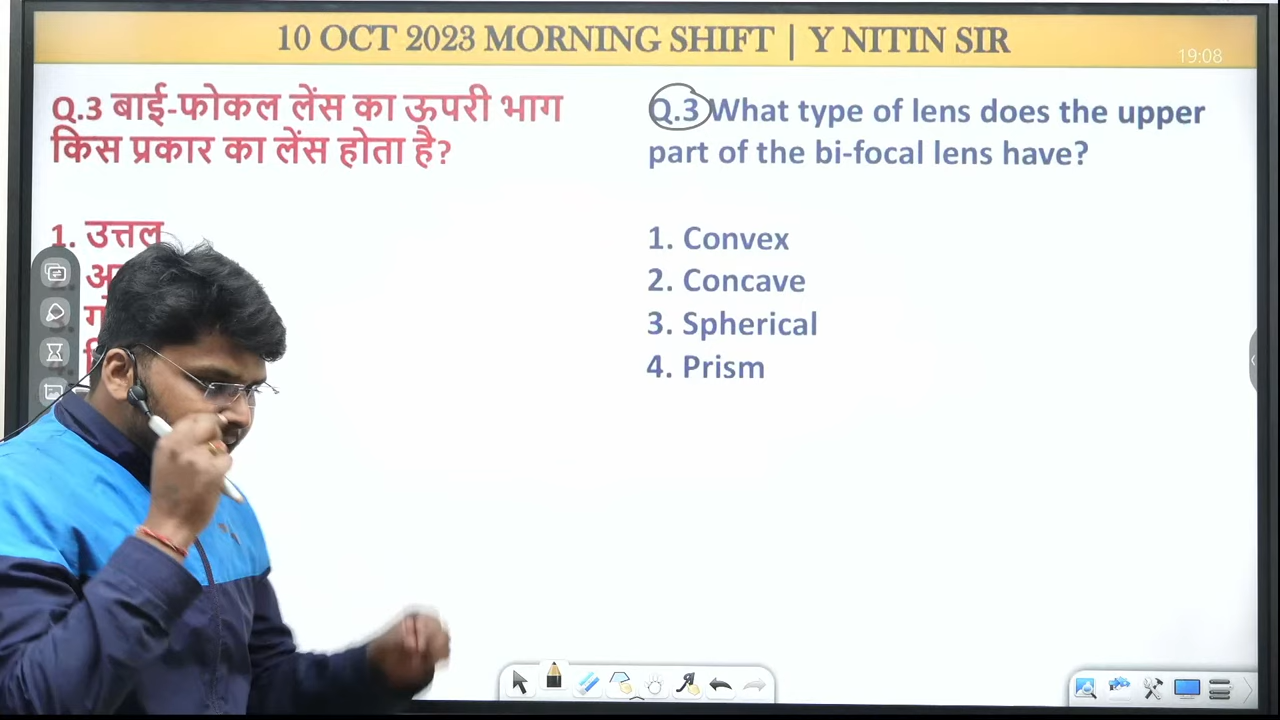 10 OCT 2023 MORNING SHIFT | Y NITIN SIR
19:08
Q.3 बाई-फोकल लेंस का ऊपरी भाग
किस प्रकार का लेंस होता है?
1. उत्तल
Q.3 What type of lens does the upper
part of the bi-focal lens have?
1. Convex
2. Concave
3. Spherical
4. Prism